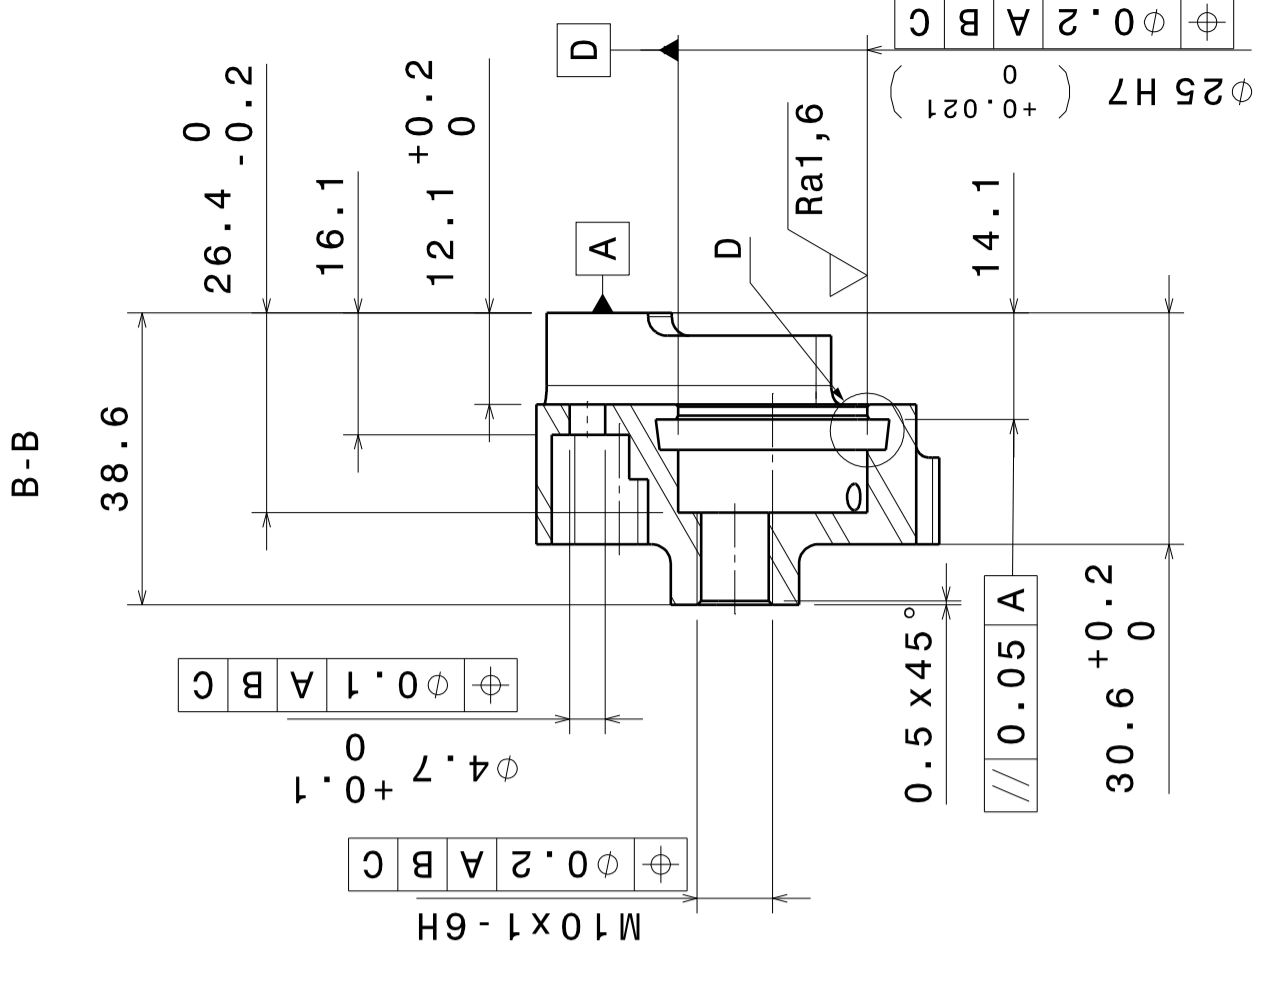 B-B
38.6
26.4 0 -0.2
16.1
12.1 +0.2 0
D
A
D
Ra1,6
⌖ ⌀0.2 A B C
⌀25 H7 ( +0.021 0 )
14.1
⌖ ⌀0.1 A B C
⌀4.7 +0.1 0
⌖ ⌀0.2 A B C
M10x1-6H
0.5x45°
// 0.05 A
30.6 +0.2 0